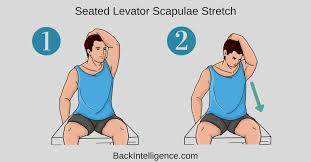 Seated Levator Scapulae Stretch
1
2
BackIntelligence.com